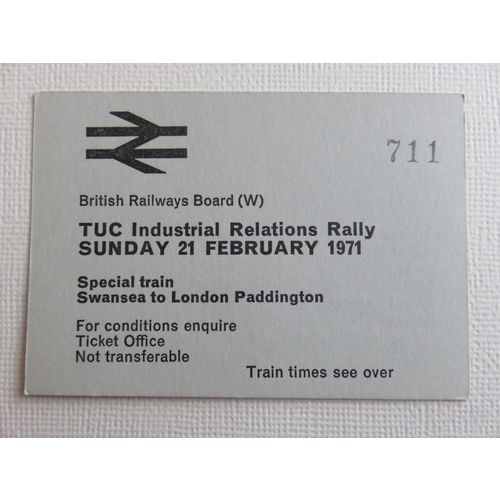 711
British Railways Board (W)
TUC Industrial Relations Rally
SUNDAY 21 FEBRUARY 1971
Special train
Swansea to London Paddington
For conditions enquire
Ticket Office
Not transferable
Train times see over